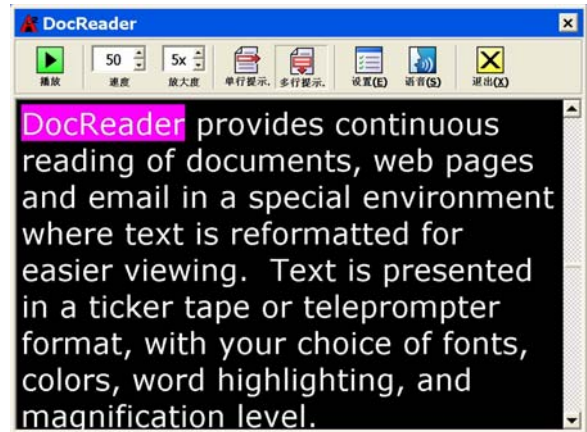 DocReader
50 5x
播放 速度 放大度 单行提示. 多行提示. 设置(E) 语音(S) 退出(X)
DocReader provides continuous
reading of documents, web pages
and email in a special environment
where text is reformatted for
easier viewing.  Text is presented
in a ticker tape or teleprompter
format, with your choice of fonts,
colors, word highlighting, and
magnification level.